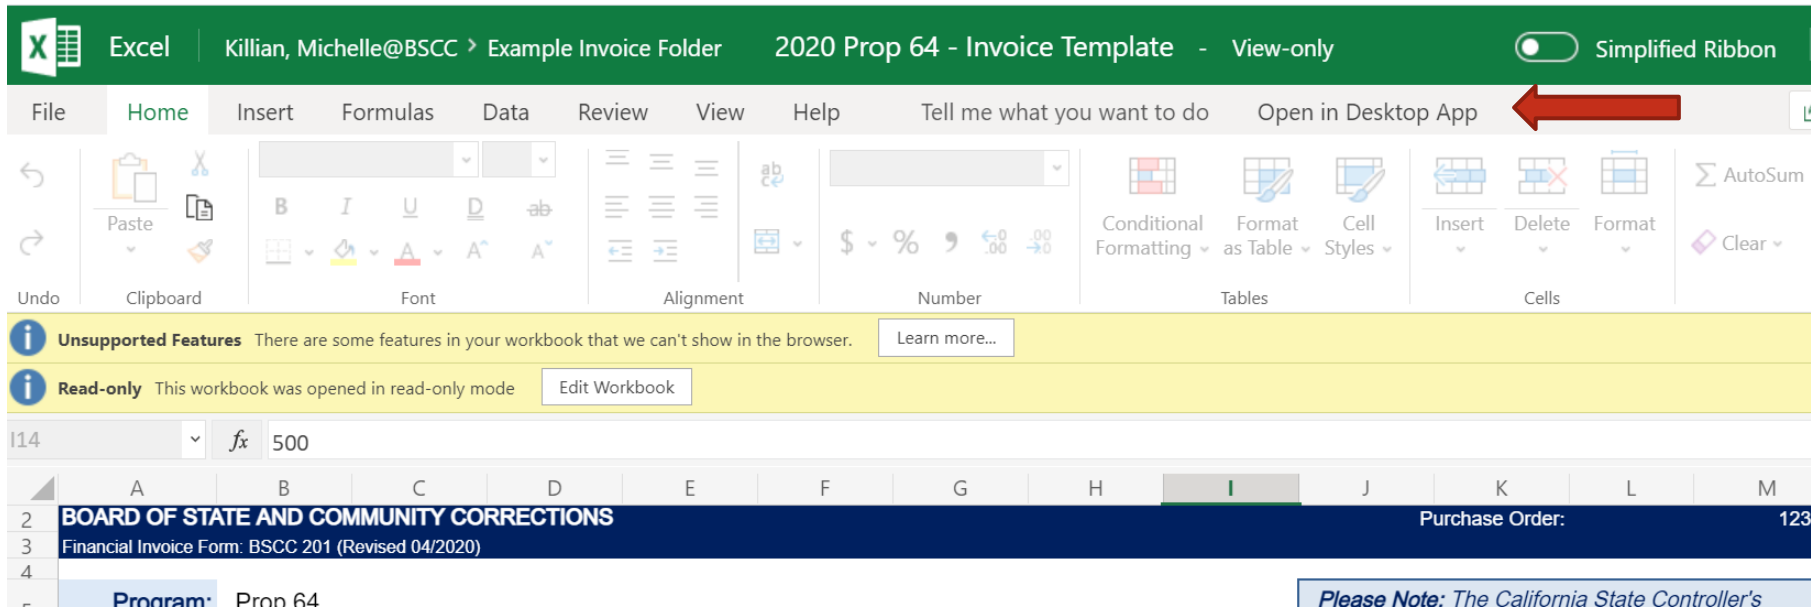 Excel Killian, Michelle@BSCC > Example Invoice Folder 2020 Prop 64 - Invoice Template - View-only Simplified Ribbon
File Home Insert Formulas Data Review View Help Tell me what you want to do Open in Desktop App
Paste
B I U D ab
A A A
ab
c
$ % 9 .00 .00
Conditional Formatting
Format as Table
Cell Styles
Insert Delete Format
AutoSum
Clear
Undo Clipboard Font Alignment Number Tables Cells
Unsupported Features There are some features in your workbook that we can't show in the browser. Learn more...
Read-only This workbook was opened in read-only mode Edit Workbook
I14 fx 500
A B C D E F G H I J K L M
2 BOARD OF STATE AND COMMUNITY CORRECTIONS Purchase Order: 123
3 Financial Invoice Form: BSCC 201 (Revised 04/2020)
4
Program: Prop 64 Please Note: The California State Controller's